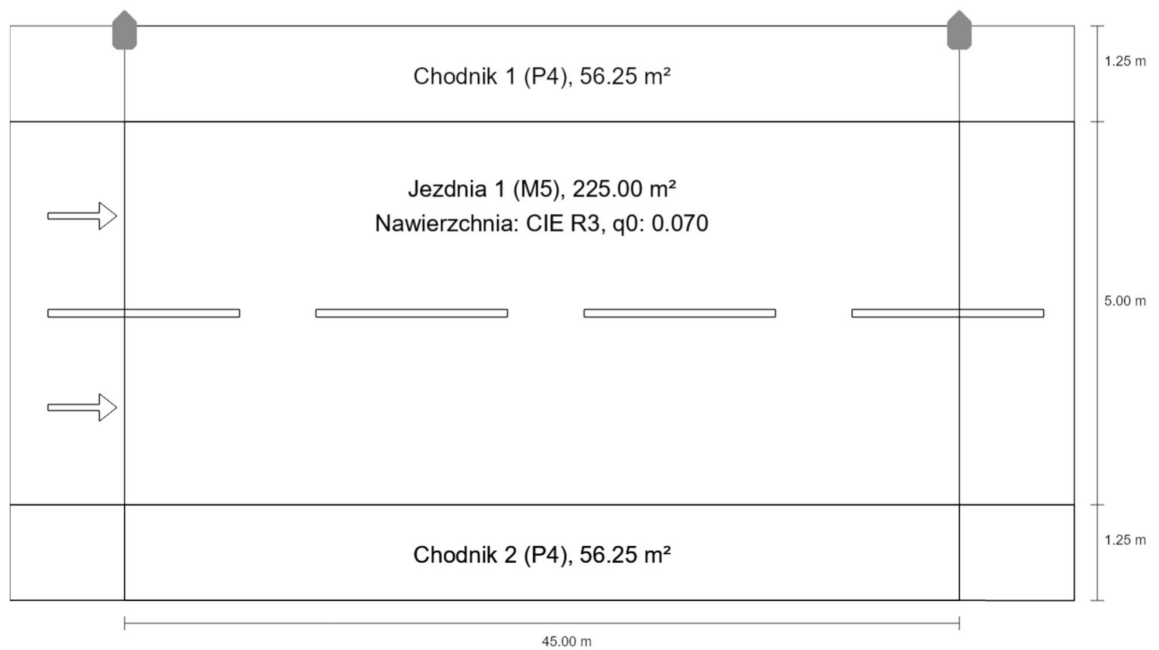 Chodnik 1 (P4), 56.25 m²
1.25 m
Jezdnia 1 (M5), 225.00 m²
Nawierzchnia: CIE R3, q0: 0.070
5.00 m
Chodnik 2 (P4), 56.25 m²
1.25 m
45.00 m